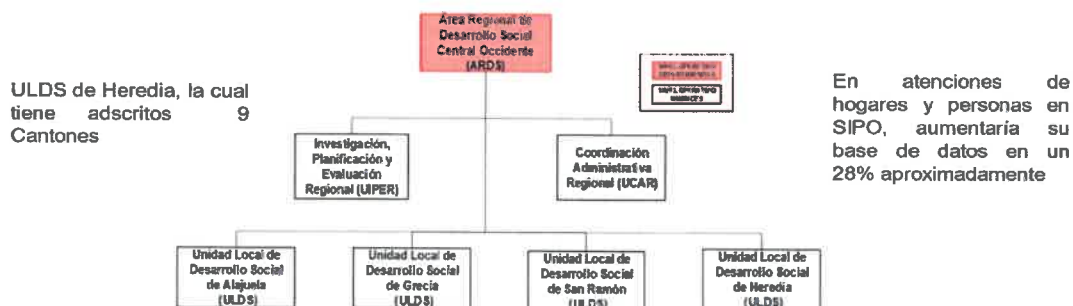 Área Regional de
Desarrollo Social
Central Occidente
(ARDS)
ULDS de Heredia, la cual
tiene adscritos 9
Cantones
En atenciones de
hogares y personas en
SIPO, aumentaría su
base de datos en un
28% aproximadamente
Investigación,
Planificación y
Evaluación
Regional (UIPER)
Coordinación
Administrativa
Regional (UCAR)
Unidad Local de
Desarrollo Social
de Alajuela
(ULDS)
Unidad Local de
Desarrollo Social
de Grecia
(ULDS)
Unidad Local de
Desarrollo Social
de San Ramón
(ULDS)
Unidad Local de
Desarrollo Social
de Heredia
(ULDS)